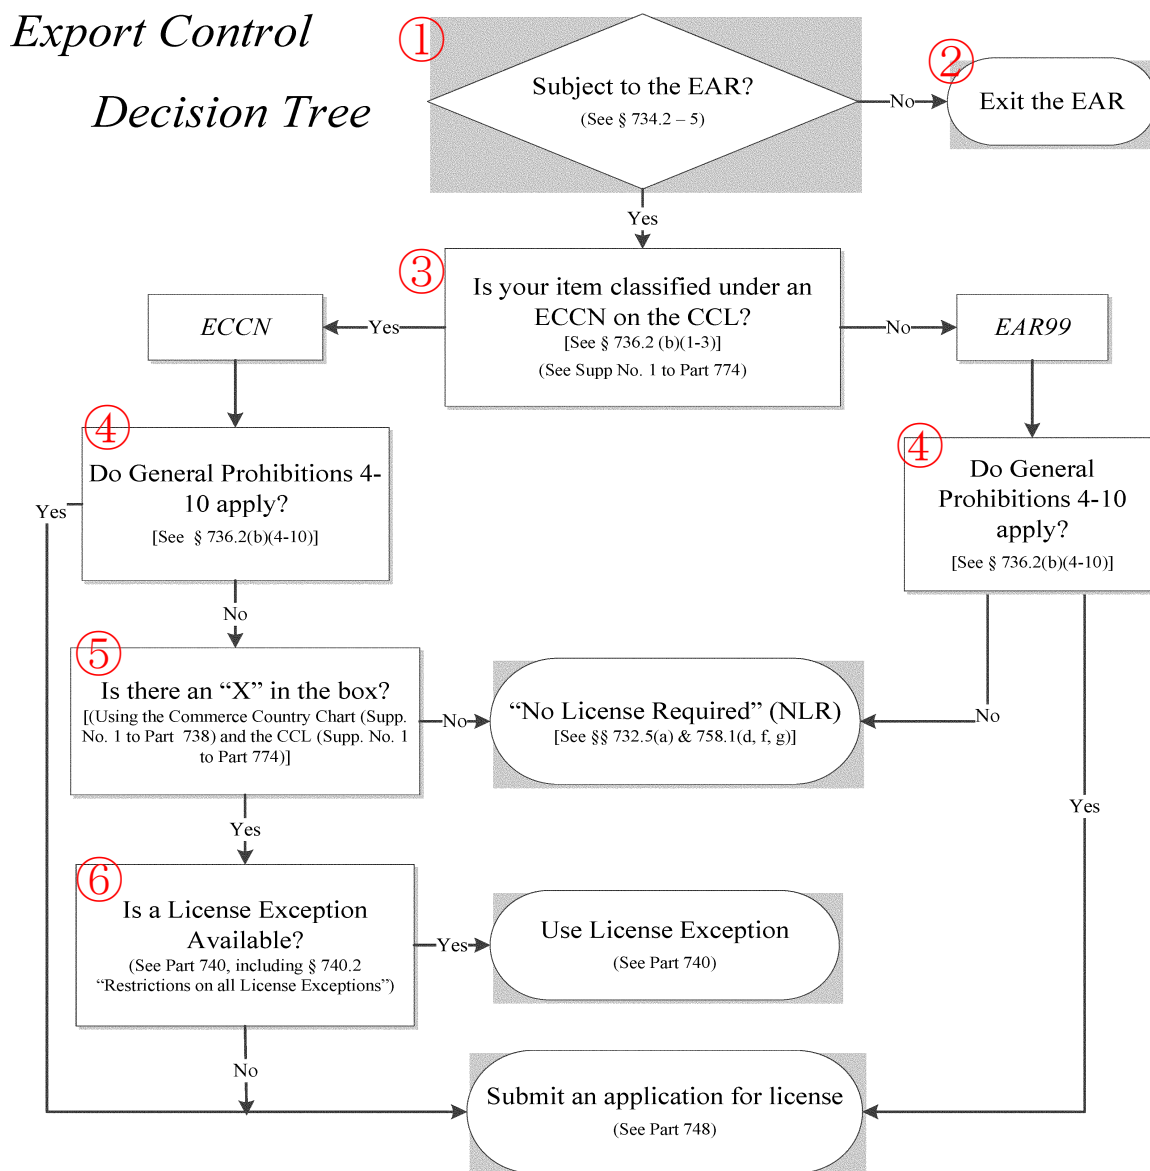 Export Control
Decision Tree
①
Subject to the EAR?
(See § 734.2 – 5)
No
②
Exit the EAR
Yes
③
Is your item classified under an
ECCN on the CCL?
[See § 736.2 (b)(1-3)]
(See Supp No. 1 to Part 774)
Yes
ECCN
No
EAR99
④
Do General Prohibitions 4-
10 apply?
[See § 736.2(b)(4-10)]
Yes
No
④
Do General
Prohibitions 4-10
apply?
[See § 736.2(b)(4-10)]
No
Yes
⑤
Is there an “X” in the box?
[(Using the Commerce Country Chart (Supp.
No. 1 to Part 738) and the CCL (Supp. No. 1
to Part 774)]
No
“No License Required” (NLR)
[See §§ 732.5(a) & 758.1(d, f, g)]
Yes
⑥
Is a License Exception
Available?
(See Part 740, including § 740.2
“Restrictions on all License Exceptions”)
Yes
Use License Exception
(See Part 740)
No
Submit an application for license
(See Part 748)